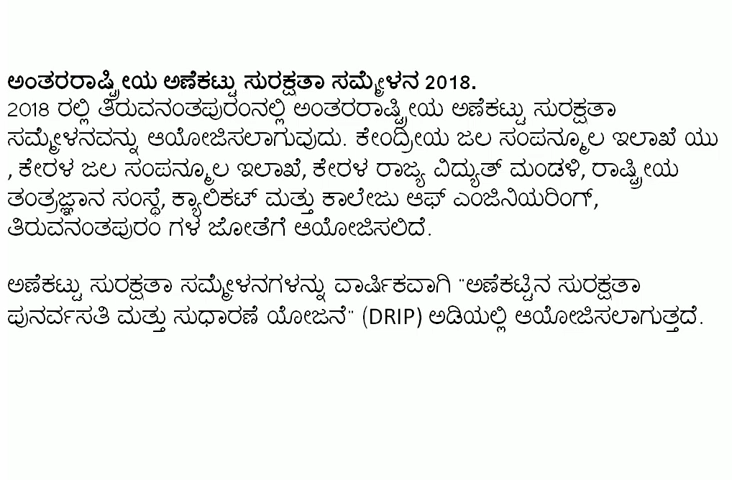 ಅಂತರರಾಷ್ಟ್ರೀಯ ಅಣೆಕಟ್ಟು ಸುರಕ್ಷತಾ ಸಮ್ಮೇಳನ 2018.
2018 ರಲ್ಲಿ ತಿರುವನಂತಪುರಂನಲ್ಲಿ ಅಂತರರಾಷ್ಟ್ರೀಯ ಅಣೆಕಟ್ಟು ಸುರಕ್ಷತಾ
ಸಮ್ಮೇಳನವನ್ನು ಆಯೋಜಿಸಲಾಗುವುದು. ಕೇಂದ್ರೀಯ ಜಲ ಸಂಪನ್ಮೂಲ ಇಲಾಖೆ ಯು
, ಕೇರಳ ಜಲ ಸಂಪನ್ಮೂಲ ಇಲಾಖೆ, ಕೇರಳ ರಾಜ್ಯ ವಿದ್ಯುತ್ ಮಂಡಳಿ, ರಾಷ್ಟ್ರೀಯ
ತಂತ್ರಜ್ಞಾನ ಸಂಸ್ಥೆ, ಕ್ಯಾಲಿಕಟ್ ಮತ್ತು ಕಾಲೇಜು ಆಫ್ ಎಂಜಿನಿಯರಿಂಗ್,
ತಿರುವನಂತಪುರಂ ಗಳ ಜೋತೆಗೆ ಆಯೋಜಿಸಲಿದೆ.
ಅಣೆಕಟ್ಟು ಸುರಕ್ಷತಾ ಸಮ್ಮೇಳನಗಳನ್ನು ವಾರ್ಷಿಕವಾಗಿ "ಅಣೆಕಟ್ಟಿನ ಸುರಕ್ಷತಾ
ಪುನರ್ವಸತಿ ಮತ್ತು ಸುಧಾರಣೆ ಯೋಜನೆ" (DRIP) ಅಡಿಯಲ್ಲಿ ಆಯೋಜಿಸಲಾಗುತ್ತದೆ.